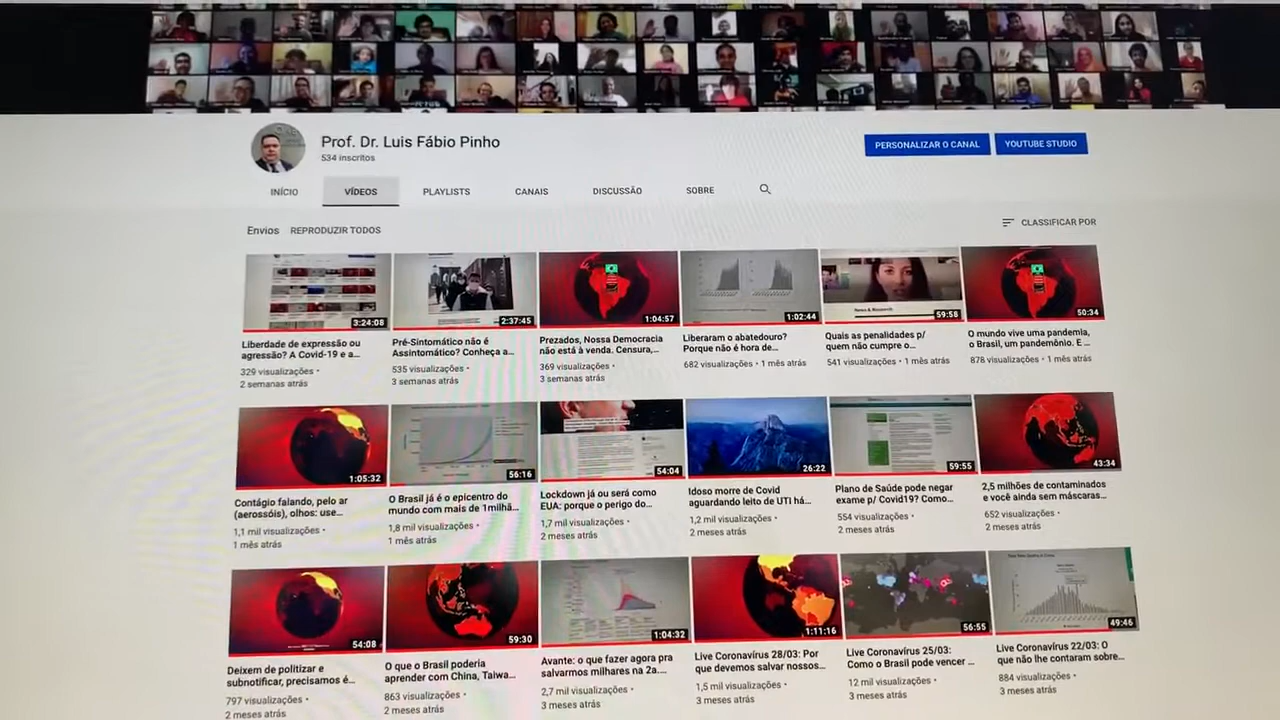 Prof. Dr. Luis Fábio Pinho
534 inscritos
PERSONALIZAR O CANAL
YOUTUBE STUDIO
INÍCIO
VÍDEOS
PLAYLISTS
CANAIS
DISCUSSÃO
SOBRE
Envios
REPRODUZIR TODOS
CLASSIFICAR POR
3:24:08
2:37:45
1:04:57
1:02:44
59:58
50:34
Liberdade de expressão ou
agressão? A Covid-19 e a...
329 visualizações •
2 semanas atrás
Pré-Sintomático não é
Assintomático? Conheça a...
535 visualizações •
3 semanas atrás
Prezados, Nossa Democracia
não está à venda. Censura,...
369 visualizações •
3 semanas atrás
Liberaram o abatedouro?
Porque não é hora de...
682 visualizações • 1 mês atrás
Quais as penalidades p/
quem não cumpre o...
541 visualizações • 1 mês atrás
O mundo vive uma pandemia,
o Brasil, um pandemônio. E ...
878 visualizações • 1 mês atrás
1:05:32
56:16
54:04
26:22
59:55
43:34
Contágio falando, pelo ar
(aerossóis), olhos: use...
1,1 mil visualizações •
1 mês atrás
O Brasil já é o epicentro do
mundo com mais de 1milhã...
1,8 mil visualizações •
1 mês atrás
Lockdown já ou será como
EUA: porque o perigo do...
1,7 mil visualizações •
2 meses atrás
Idoso morre de Covid
aguardando leito de UTI há...
1,2 mil visualizações •
2 meses atrás
Plano de Saúde pode negar
exame p/ Covid19? Como...
554 visualizações •
2 meses atrás
2,5 milhões de contaminados
e você ainda sem máscaras...
652 visualizações •
2 meses atrás
54:08
59:30
1:04:32
1:11:16
56:55
49:46
Deixem de politizar e
subnotificar, precisamos é...
797 visualizações •
2 meses atrás
O que o Brasil poderia
aprender com China, Taiwa...
863 visualizações •
2 meses atrás
Avante: o que fazer agora pra
salvarmos milhares na 2a....
2,7 mil visualizações •
3 meses atrás
Live Coronavírus 28/03: Por
que devemos salvar nossos...
1,5 mil visualizações •
3 meses atrás
Live Coronavírus 25/03:
Como o Brasil pode vencer ...
12 mil visualizações •
3 meses atrás
Live Coronavírus 22/03: O
que não lhe contaram sobre...
884 visualizações •
3 meses atrás